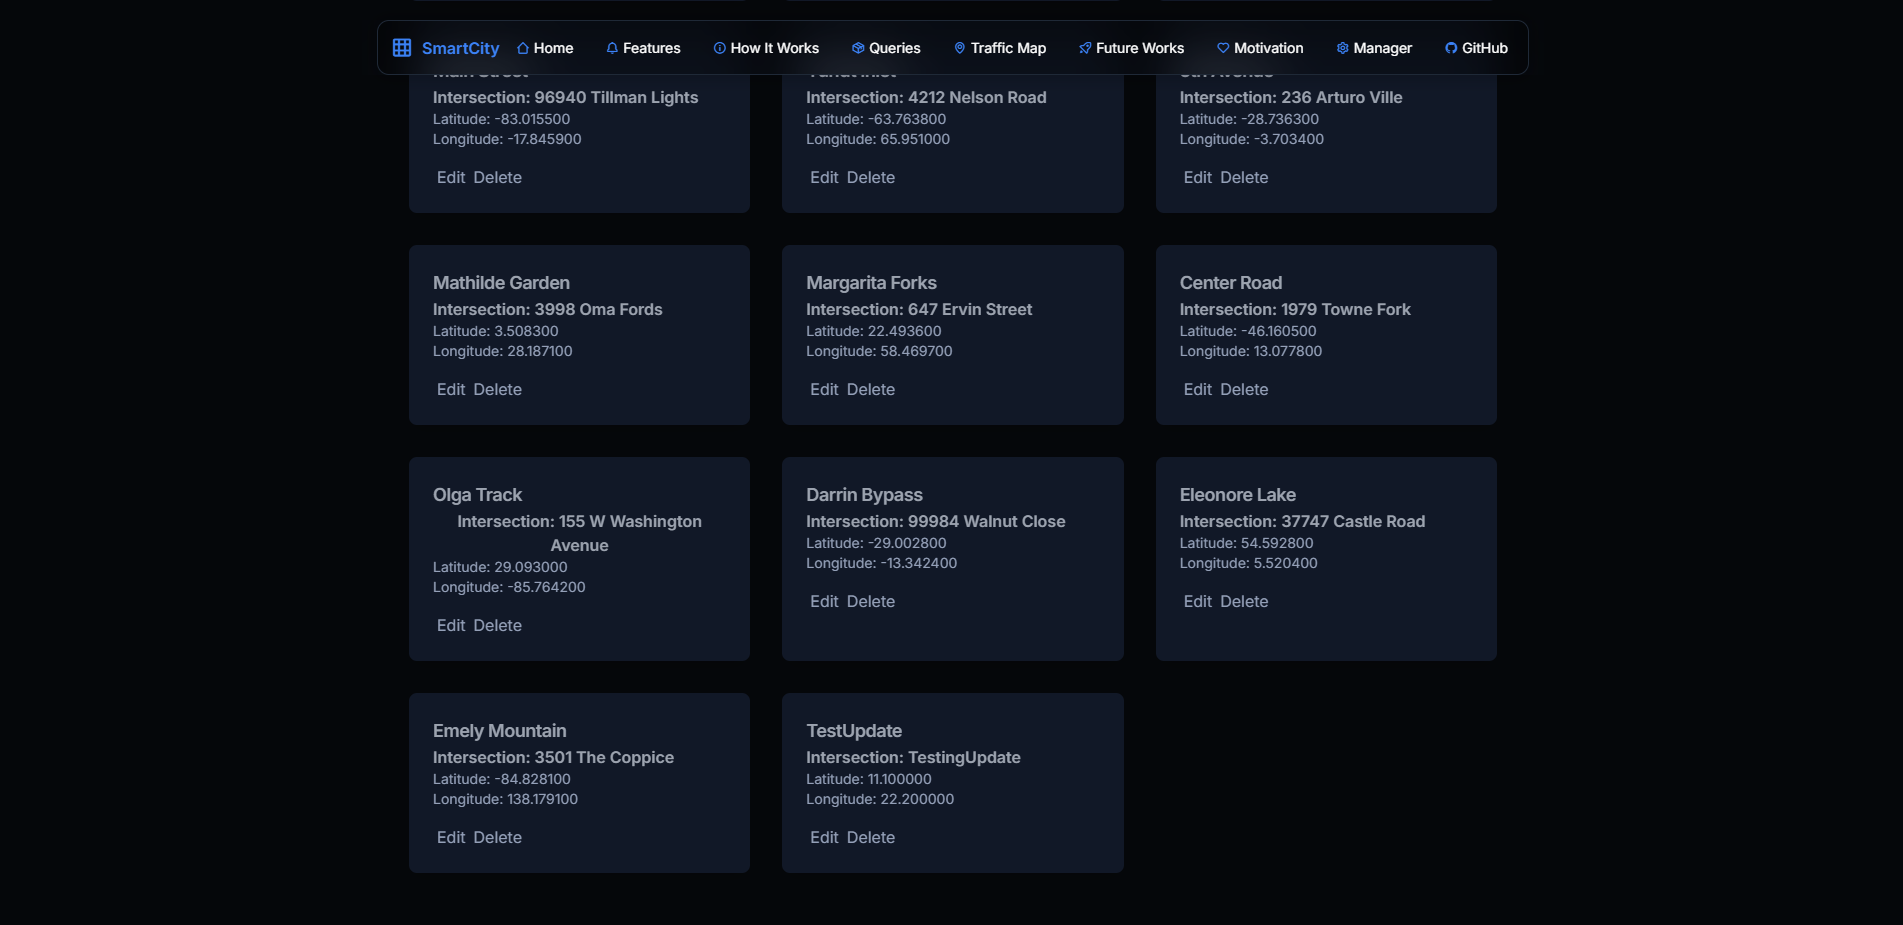 SmartCity Home Features How It Works Queries Traffic Map Future Works Motivation Manager GitHub
Main Street
Intersection: 96940 Tillman Lights
Latitude: -83.015500
Longitude: -17.845900
Edit Delete
Intersection: 4212 Nelson Road
Latitude: -63.763800
Longitude: 65.951000
Edit Delete
Intersection: 236 Arturo Ville
Latitude: -28.736300
Longitude: -3.703400
Edit Delete
Mathilde Garden
Intersection: 3998 Oma Fords
Latitude: 3.508300
Longitude: 28.187100
Edit Delete
Margarita Forks
Intersection: 647 Ervin Street
Latitude: 22.493600
Longitude: 58.469700
Edit Delete
Center Road
Intersection: 1979 Towne Fork
Latitude: -46.160500
Longitude: 13.077800
Edit Delete
Olga Track
Intersection: 155 W Washington
Avenue
Latitude: 29.093000
Longitude: -85.764200
Edit Delete
Darrin Bypass
Intersection: 99984 Walnut Close
Latitude: -29.002800
Longitude: -13.342400
Edit Delete
Eleonore Lake
Intersection: 37747 Castle Road
Latitude: 54.592800
Longitude: 5.520400
Edit Delete
Emely Mountain
Intersection: 3501 The Coppice
Latitude: -84.828100
Longitude: 138.179100
Edit Delete
TestUpdate
Intersection: TestingUpdate
Latitude: 11.100000
Longitude: 22.200000
Edit Delete